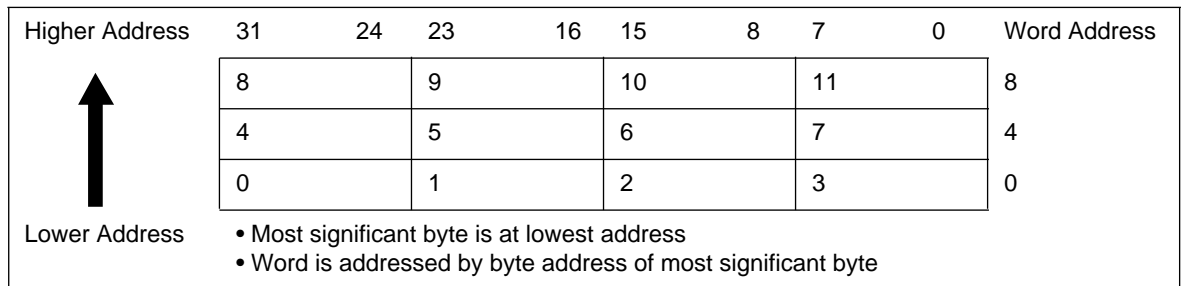 Higher Address 31 24 23 16 15 8 7 0 Word Address
8 9 10 11 8
4 5 6 7 4
0 1 2 3 0
Lower Address • Most significant byte is at lowest address
• Word is addressed by byte address of most significant byte